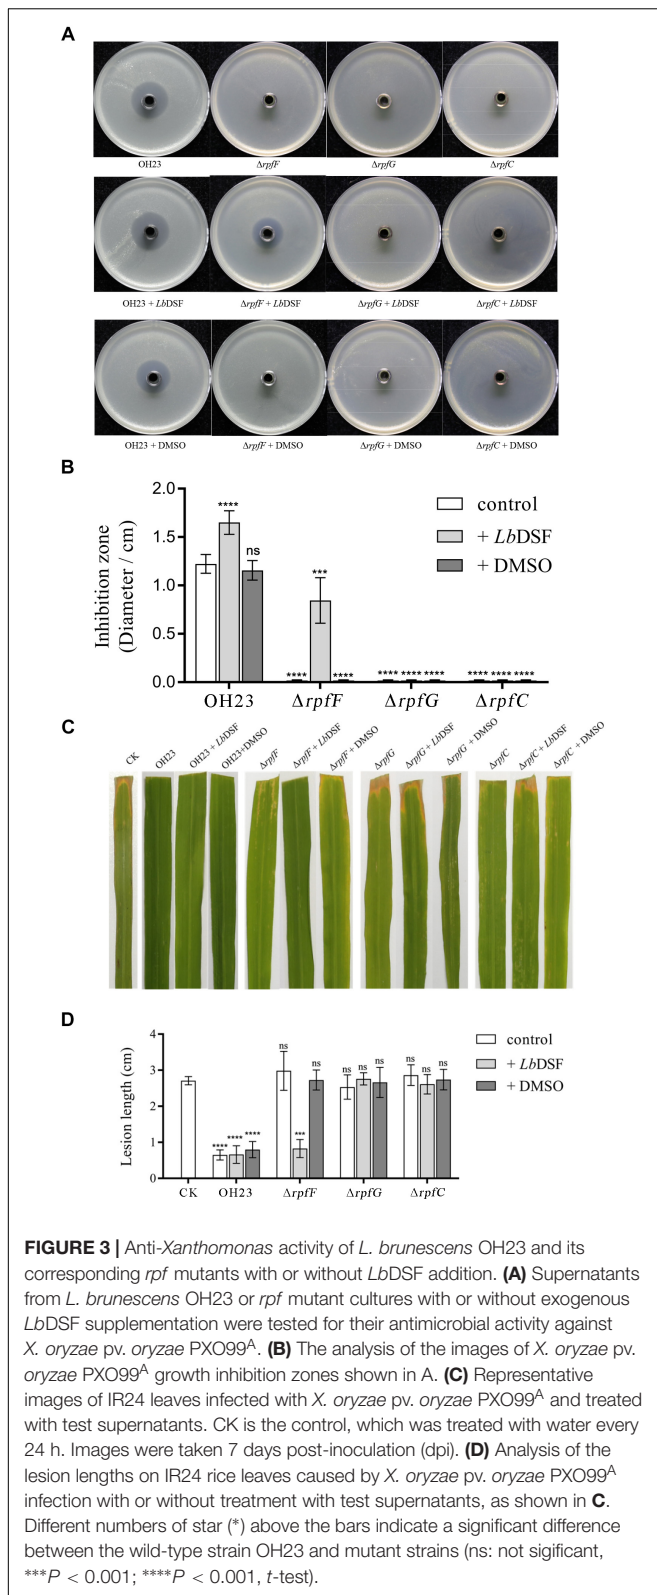 A
OH23 ΔrpfF ΔrpfG ΔrpfC
OH23 + LbDSF ΔrpfF + LbDSF ΔrpfG + LbDSF ΔrpfC + LbDSF
OH23 + DMSO ΔrpfF + DMSO ΔrpfG + DMSO ΔrpfC + DMSO
B
Inhibition zone
(Diameter / cm)
2.0
1.5
1.0
0.5
0.0
**** ns *** **** **** **** **** **** **** **** ****
control
+ LbDSF
+ DMSO
OH23 ΔrpfF ΔrpfG ΔrpfC
C
CK OH23 OH23 + LbDSF OH23+DMSO ΔrpfF ΔrpfF + LbDSF ΔrpfF + DMSO ΔrpfG ΔrpfG + LbDSF ΔrpfG + DMSO ΔrpfC ΔrpfC + LbDSF ΔrpfC + DMSO
D
Lesion length (cm)
4
3
2
1
0
**** **** **** ns *** ns ns ns ns ns ns ns
control
+ LbDSF
+ DMSO
CK OH23 ΔrpfF ΔrpfG ΔrpfC
FIGURE 3 | Anti-Xanthomonas activity of L. brunescens OH23 and its
corresponding rpf mutants with or without LbDSF addition. (A) Supernatants
from L. brunescens OH23 or rpf mutant cultures with or without exogenous
LbDSF supplementation were tested for their antimicrobial activity against
X. oryzae pv. oryzae PXO99ᴬ. (B) The analysis of the images of X. oryzae pv.
oryzae PXO99ᴬ growth inhibition zones shown in A. (C) Representative
images of IR24 leaves infected with X. oryzae pv. oryzae PXO99ᴬ and treated
with test supernatants. CK is the control, which was treated with water every
24 h. Images were taken 7 days post-inoculation (dpi). (D) Analysis of the
lesion lengths on IR24 rice leaves caused by X. oryzae pv. oryzae PXO99ᴬ
infection with or without treatment with test supernatants, as shown in C.
Different numbers of star (*) above the bars indicate a significant difference
between the wild-type strain OH23 and mutant strains (ns: not sigificant,
***P < 0.001; ****P < 0.001, t-test).